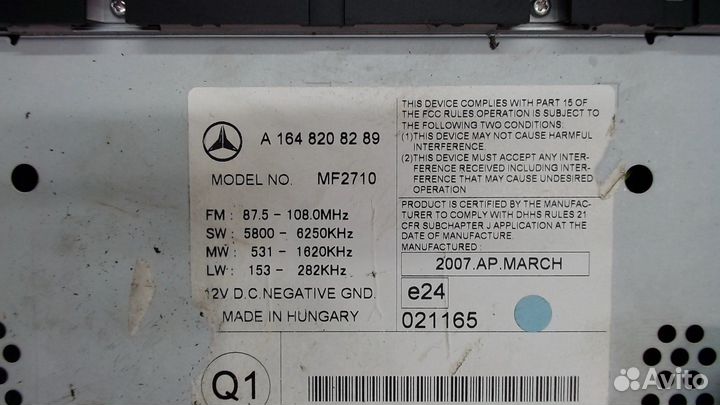 A 164 820 82 89
MODEL NO. MF2710
FM : 87.5 - 108.0MHz
SW : 5800 - 6250KHz
MW : 531 - 1620KHz
LW : 153 - 282KHz
12V D.C. NEGATIVE GND.
MADE IN HUNGARY
Q1
THIS DEVICE COMPLIES WITH PART 15 OF
THE FCC RULES OPERATION IS SUBJECT TO
THE FOLLOWING TWO CONDITIONS:
(1)THIS DEVICE MAY NOT CAUSE HARMFUL
INTERFERENCE.
(2)THIS DEVICE MUST ACCEPT ANY INTER-
FERENCE RECEIVED INCLUDING INTER-
FERENCE THAT MAY CAUSE UNDESIRED
OPERATION
PRODUCT IS CERTIFIED BY THE MANUFAC-
TURER TO COMPLY WITH DHHS RULES 21
CFR SUBCHAPTER J APPLICATION AT THE
DATE OF MANUFACTURE.
MANUFACTURED :
2007.AP.MARCH
e24
021165
Avito